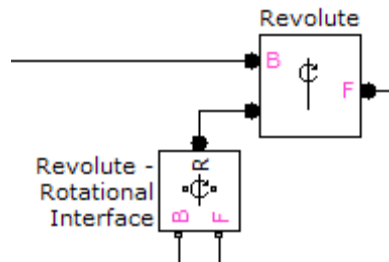 Revolute
B
F
Revolute -
Rotational
Interface
R
B
F